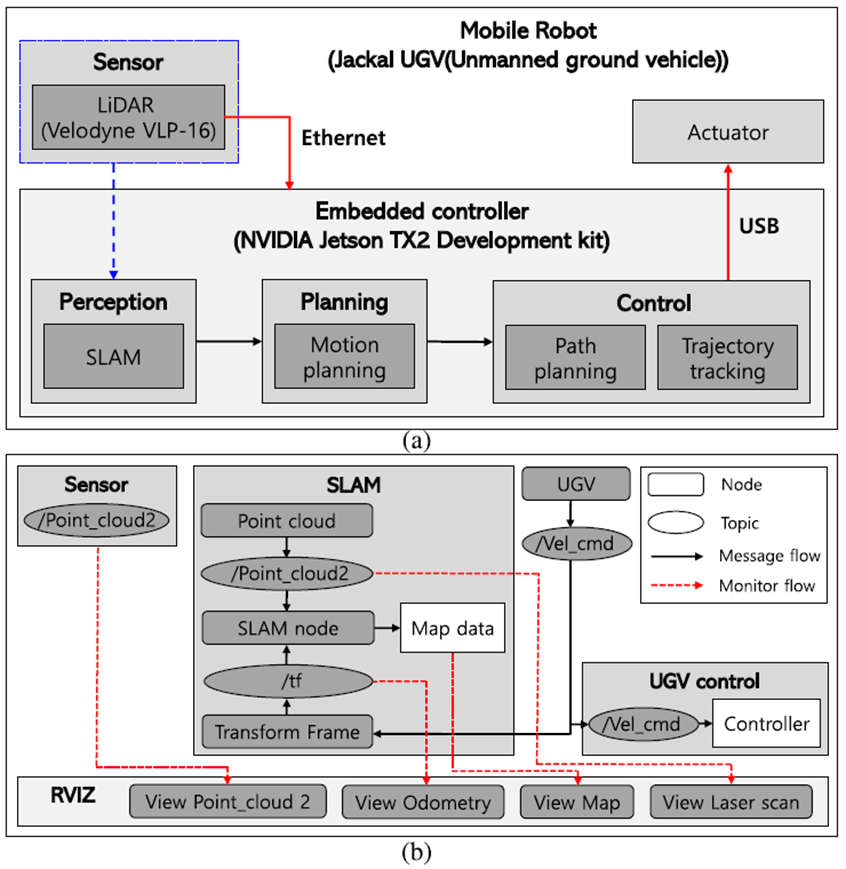 Mobile Robot
(Jackal UGV(Unmanned ground vehicle))
Sensor
LiDAR
(Velodyne VLP-16)
Ethernet
Actuator
USB
Embedded controller
(NVIDIA Jetson TX2 Development kit)
Perception
SLAM
Planning
Motion
planning
Control
Path
planning
Trajectory
tracking
(a)
Sensor
/Point_cloud2
SLAM
Point cloud
/Point_cloud2
SLAM node
Map data
/tf
Transform Frame
UGV
/Vel_cmd
Node
Topic
Message flow
Monitor flow
UGV control
/Vel_cmd
Controller
RVIZ
View Point_cloud 2
View Odometry
View Map
View Laser scan
(b)